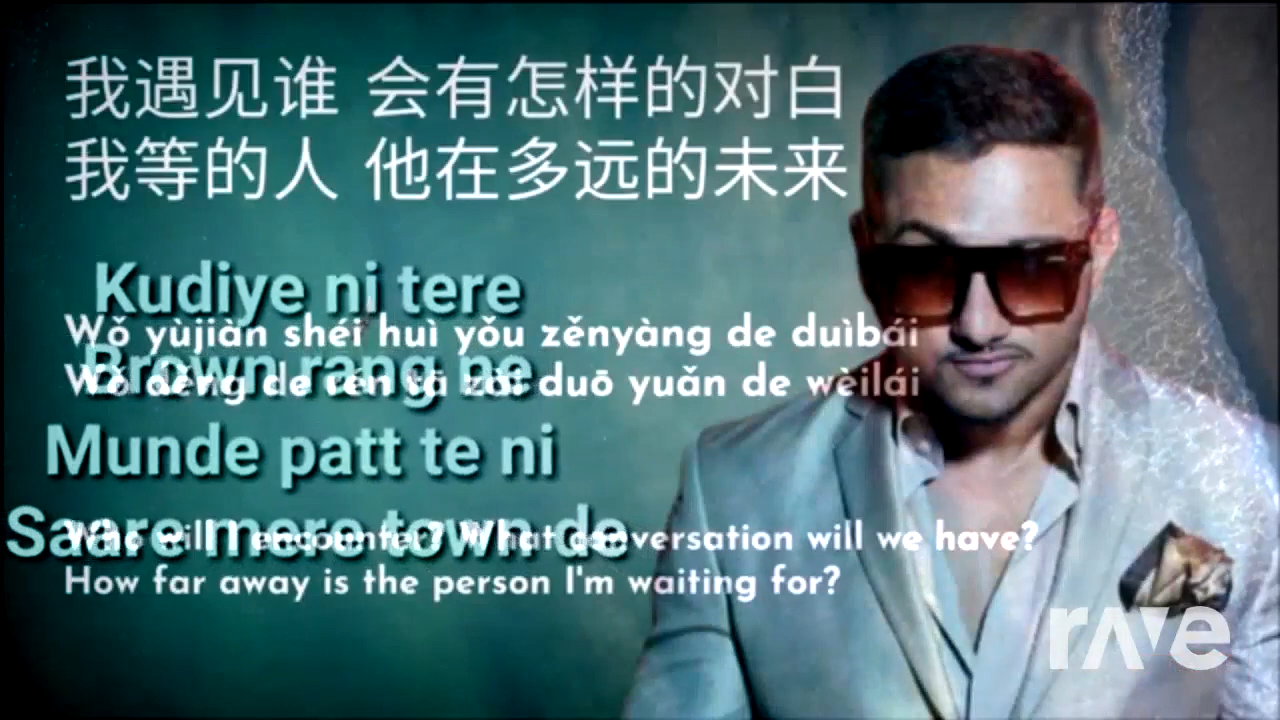 我遇见谁 会有怎样的对白
我等的人 他在多远的未来
Kudiye ni tere
Wǒ yùjiàn shéi huì yǒu zěnyàng de duìbái
Brown rang ne
Wǒ děng de rén tā zài duō yuǎn de wèilái
Munde patt te ni
Saare mere town de
Who will I encounter? What conversation will we have?
How far away is the person I'm waiting for?
rave